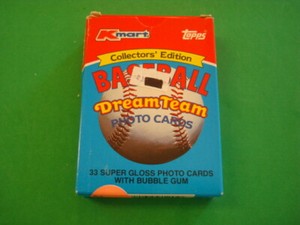 Kmart
TOPPS
Collectors' Edition
BASEBALL
Dream Team
PHOTO CARDS
33 SUPER GLOSS PHOTO CARDS
WITH BUBBLE GUM